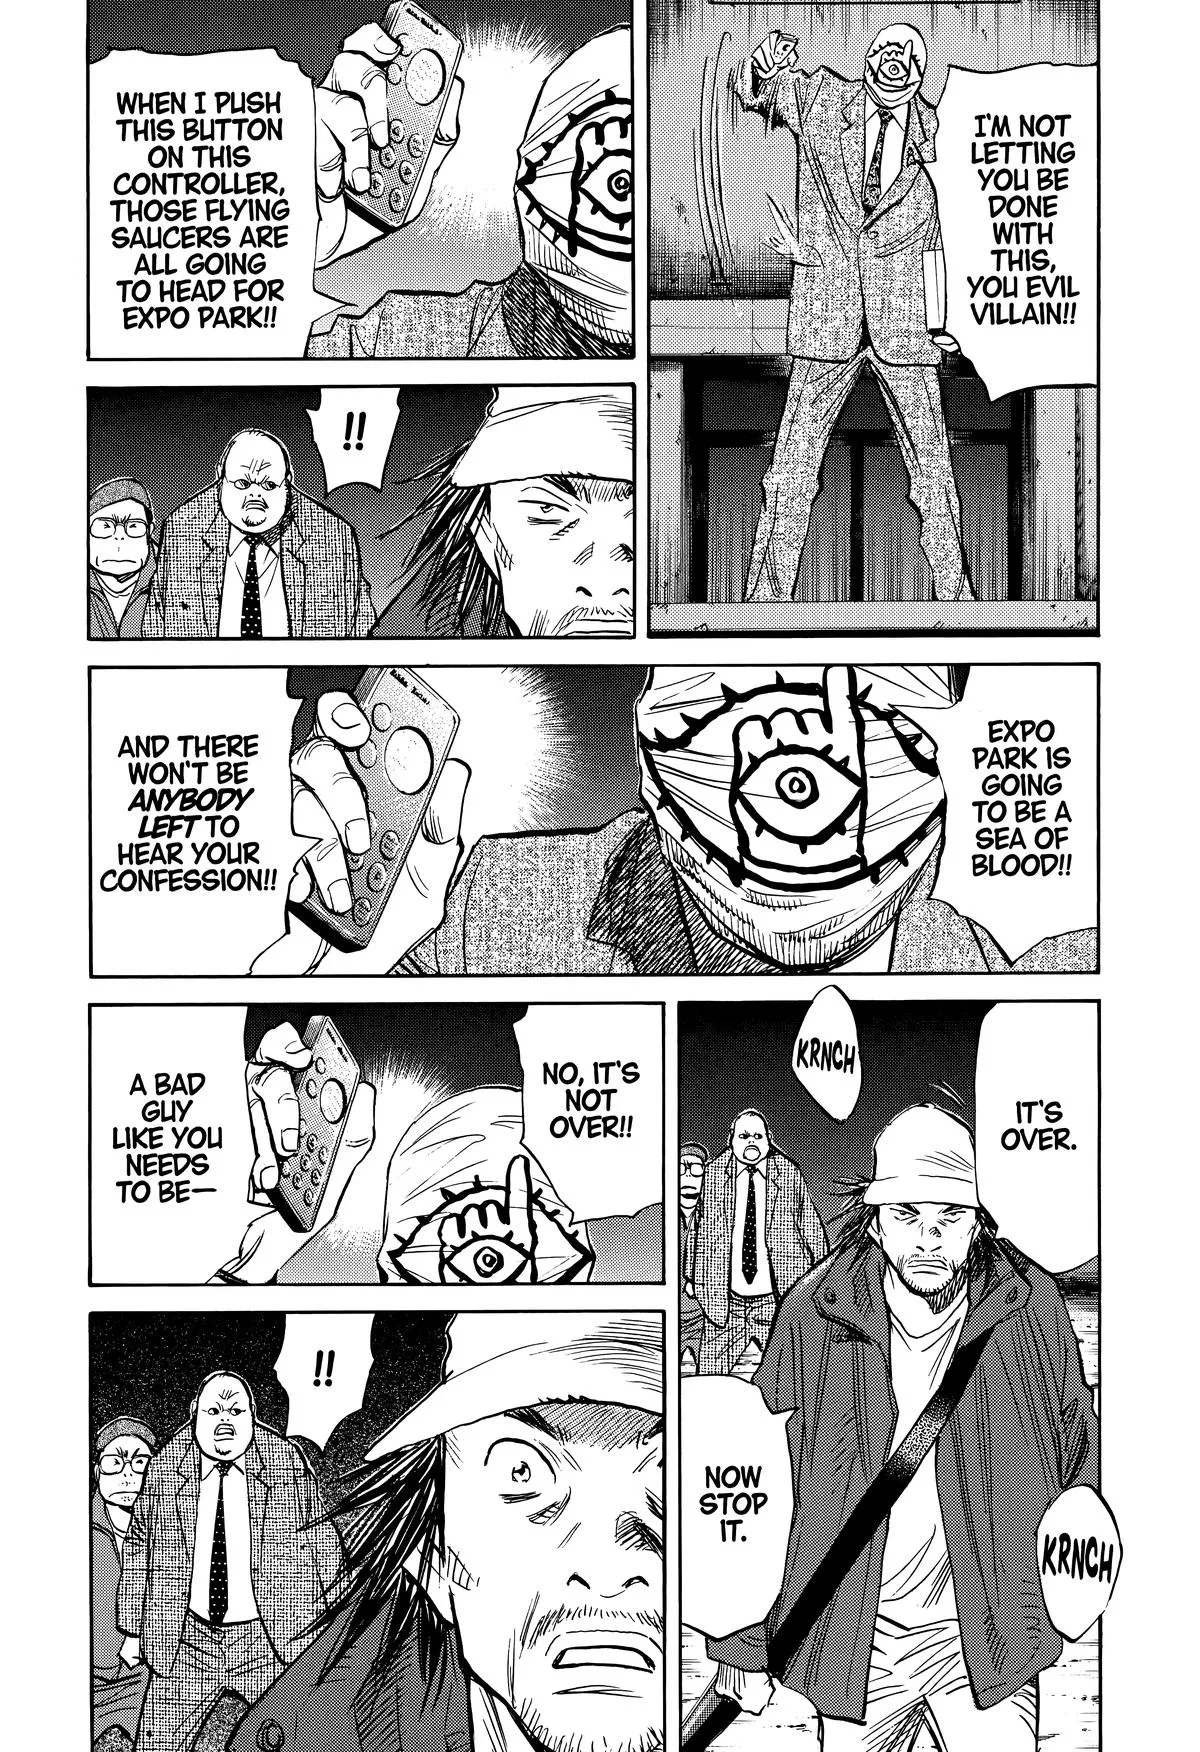 I'M NOT
LETTING
YOU BE
DONE
WITH
THIS,
YOU EVIL
VILLAIN!!
WHEN I PUSH
THIS BUTTON
ON THIS
CONTROLLER,
THOSE FLYING
SAUCERS ARE
ALL GOING
TO HEAD FOR
EXPO PARK!!
!!
EXPO
PARK IS
GOING
TO BE A
SEA OF
BLOOD!!
AND THERE
WON'T BE
ANYBODY
LEFT TO
HEAR YOUR
CONFESSION!!
IT'S
OVER.
KRNCH
NOW
STOP
IT.
KRNCH
NO, IT'S
NOT
OVER!!
A BAD
GUY
LIKE YOU
NEEDS
TO BE—
!!